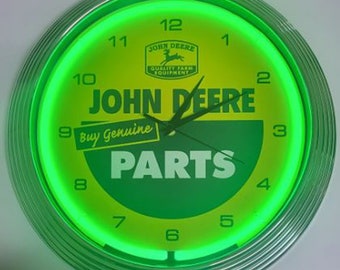 JOHN DEERE
QUALITY FARM
EQUIPMENT
JOHN DEERE
Buy Genuine
PARTS
12
1
2
3
4
5
6
7
8
9
10
11